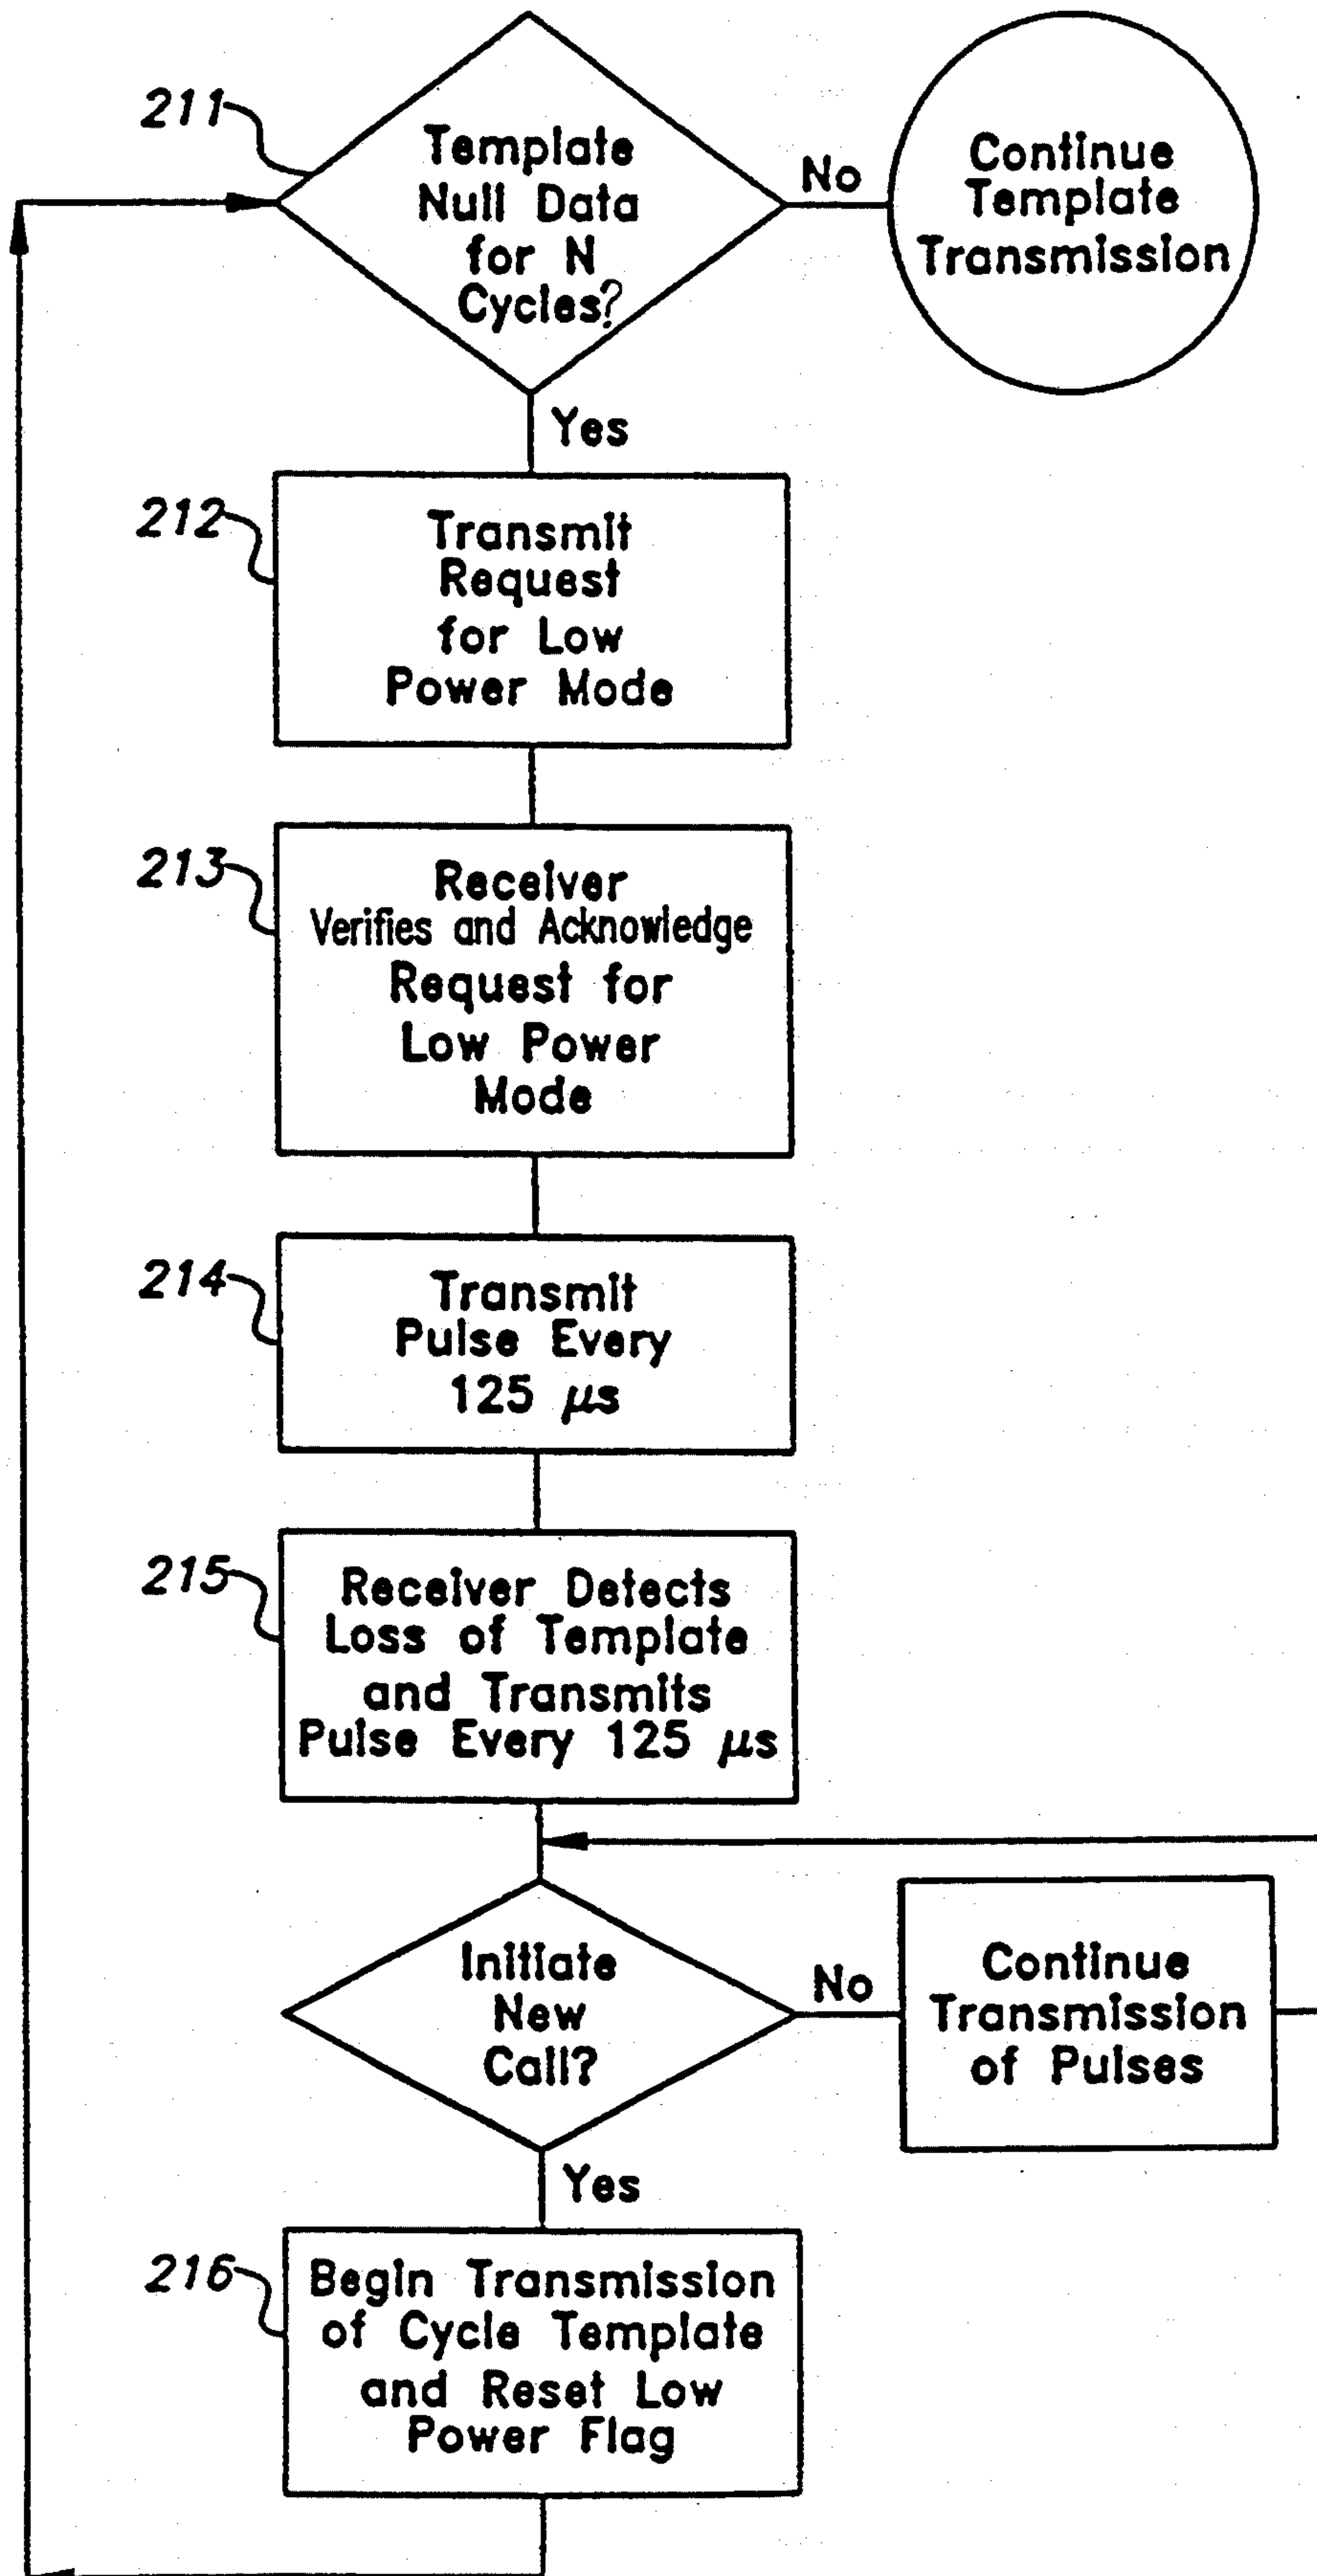 211
Template
Null Data
for N
Cycles?
No
Continue
Template
Transmission
Yes
212
Transmit
Request
for Low
Power Mode
213
Receiver
Verifies and Acknowledge
Request for
Low Power
Mode
214
Transmit
Pulse Every
125 μs
215
Receiver Detects
Loss of Template
and Transmits
Pulse Every 125 μs
Initiate
New
Call?
No
Continue
Transmission
of Pulses
Yes
216
Begin Transmission
of Cycle Template
and Reset Low
Power Flag